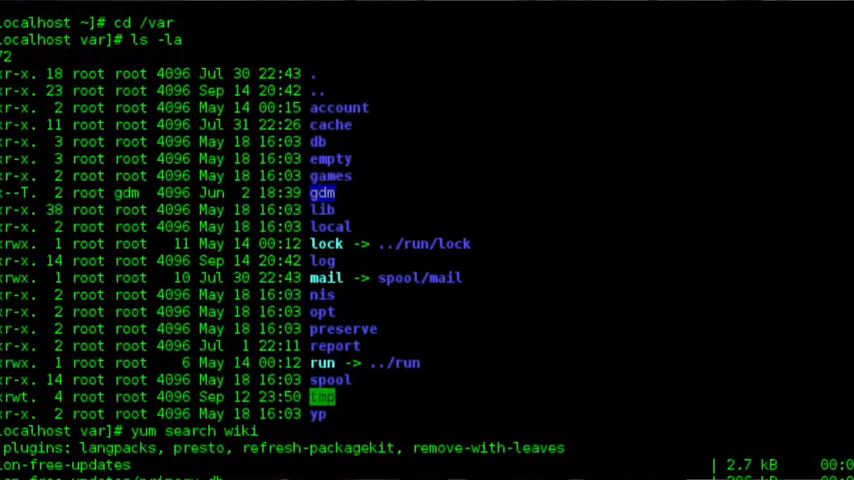 localhost ~]# cd /var
localhost var]# ls -la
72
xr-x. 18 root root 4096 Jul 30 22:43 .
xr-x. 23 root root 4096 Sep 14 20:42 ..
xr-x. 2 root root 4096 May 14 00:15 account
xr-x. 11 root root 4096 Jul 31 22:26 cache
xr-x. 3 root root 4096 May 18 16:03 db
xr-x. 3 root root 4096 May 18 16:03 empty
xr-x. 2 root root 4096 May 18 16:03 games
x--T. 2 root gdm 4096 Jun 2 18:39 gdm
xr-x. 38 root root 4096 May 18 16:03 lib
xr-x. 2 root root 4096 May 18 16:03 local
xrwx. 1 root root 11 May 14 00:12 lock -> ../run/lock
xr-x. 14 root root 4096 Sep 14 20:42 log
xrwx. 1 root root 10 Jul 30 22:43 mail -> spool/mail
xr-x. 2 root root 4096 May 18 16:03 nis
xr-x. 2 root root 4096 May 18 16:03 opt
xr-x. 2 root root 4096 May 18 16:03 preserve
xr-x. 2 root root 4096 Jul 1 22:11 report
xrwx. 1 root root 6 May 14 00:12 run -> ../run
xr-x. 14 root root 4096 May 18 16:03 spool
xrwt. 4 root root 4096 Sep 12 23:50 tmp
xr-x. 2 root root 4096 May 18 16:03 yp
localhost var]# yum search wiki
plugins: langpacks, presto, refresh-packagekit, remove-with-leaves
ion-free-updates | 2.7 kB 00:0